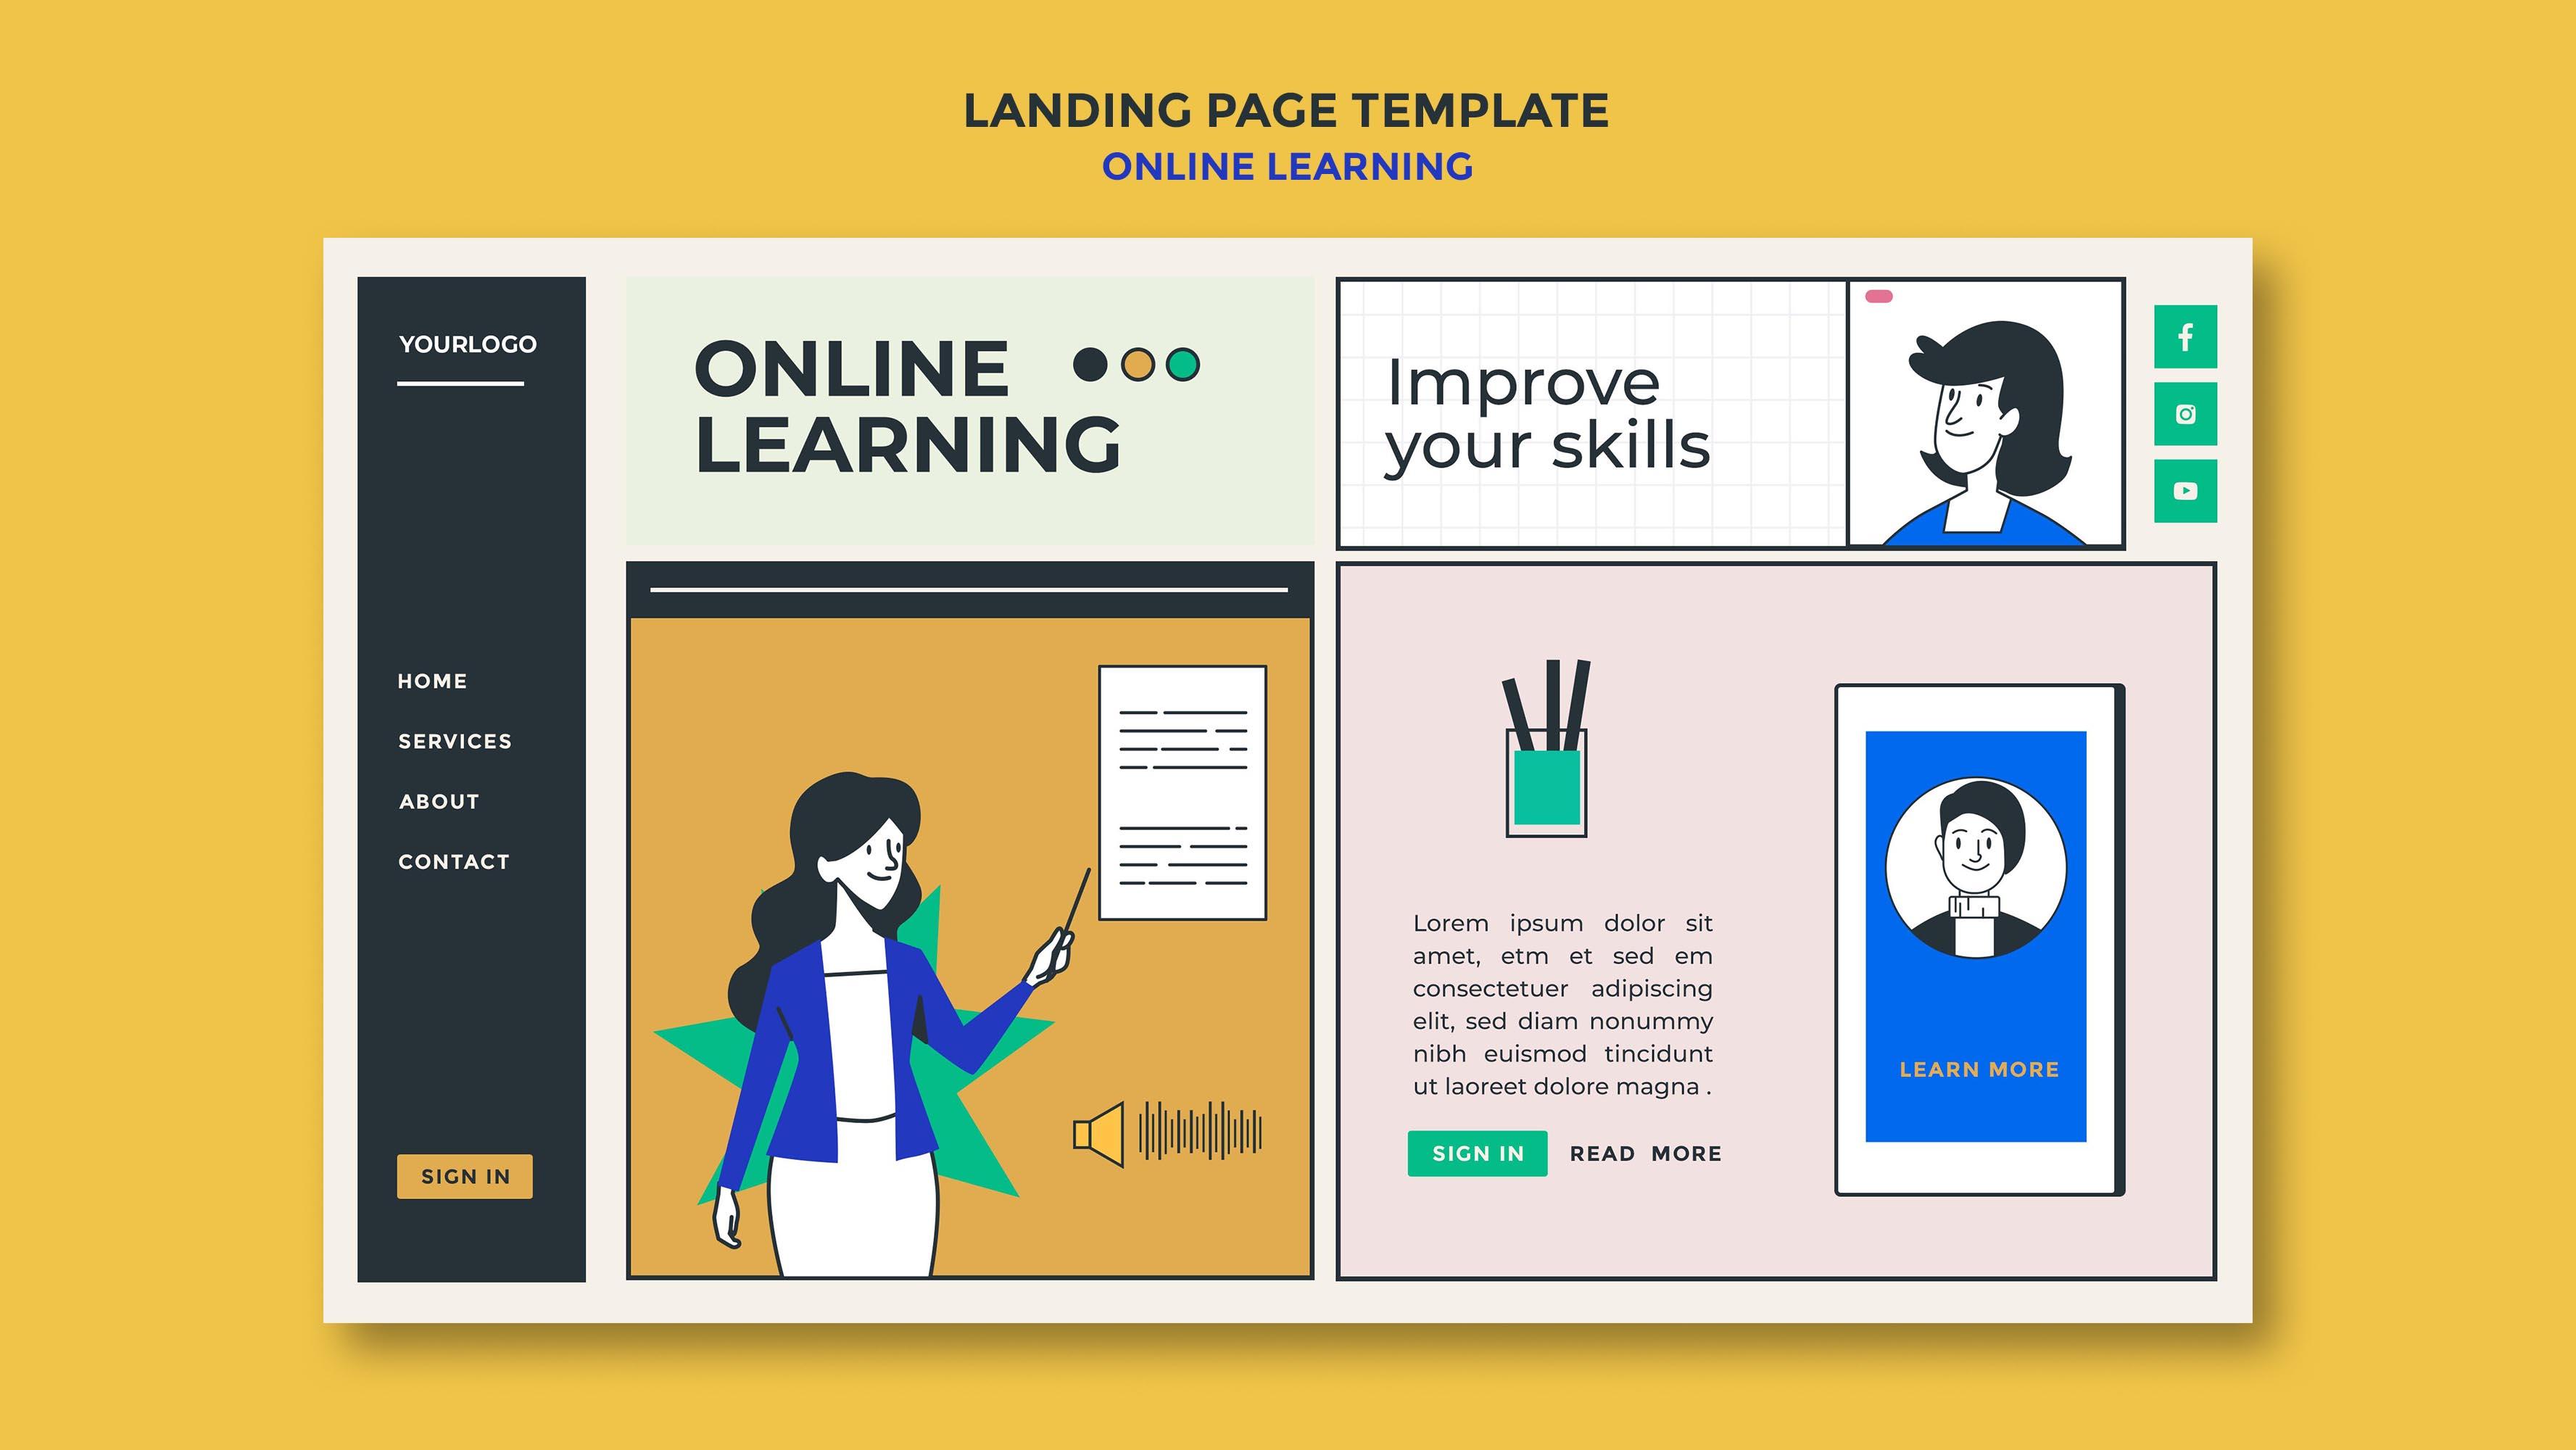 LANDING PAGE TEMPLATE
ONLINE LEARNING
YOURLOGO
HOME
SERVICES
ABOUT
CONTACT
SIGN IN
ONLINE
LEARNING
Improve
your skills
Lorem ipsum dolor sit
amet, etm et sed em
consectetuer adipiscing
elit, sed diam nonummy
nibh euismod tincidunt
ut laoreet dolore magna .
SIGN IN READ MORE
LEARN MORE